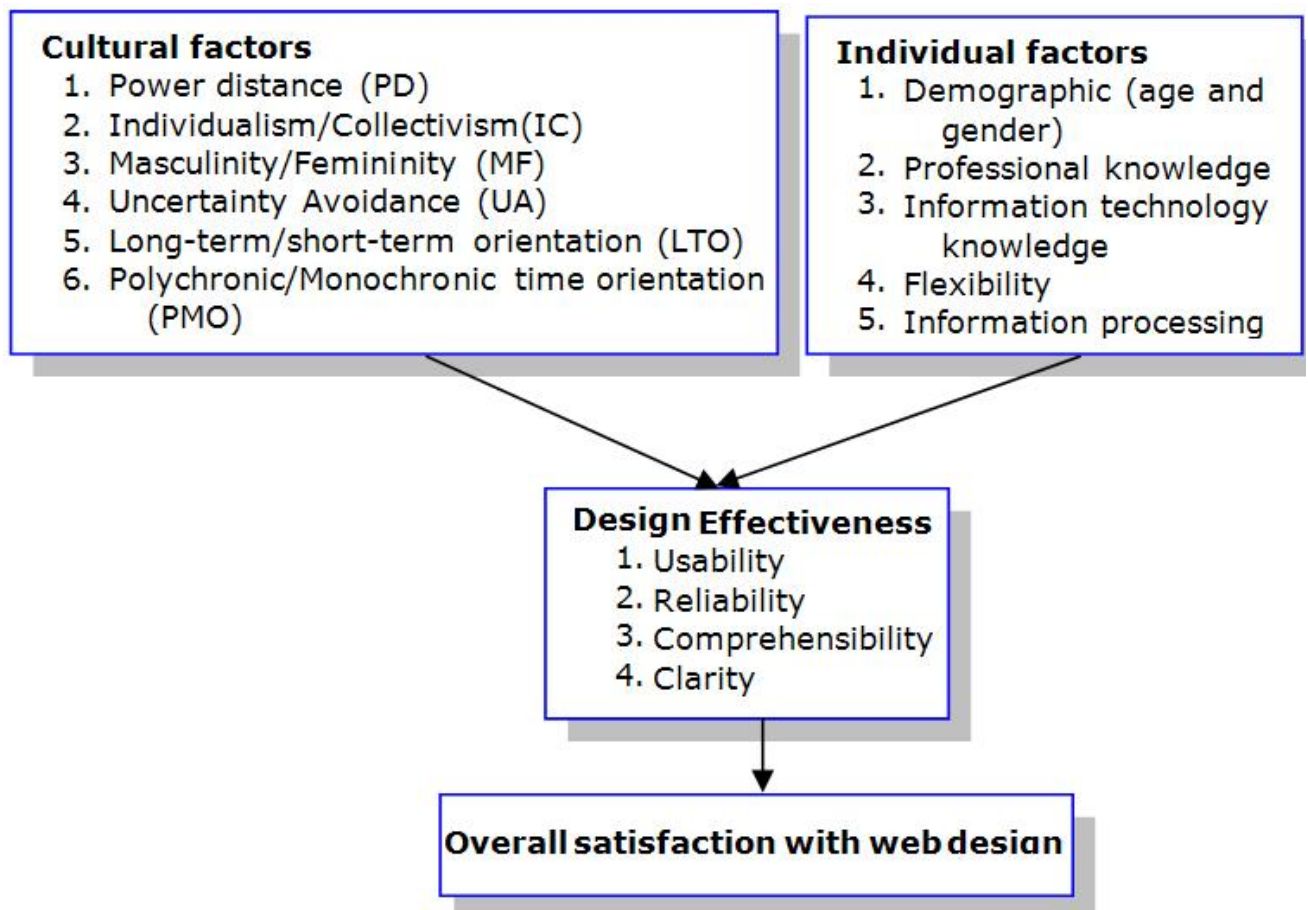 Cultural factors
1. Power distance (PD)
2. Individualism/Collectivism(IC)
3. Masculinity/Femininity (MF)
4. Uncertainty Avoidance (UA)
5. Long-term/short-term orientation (LTO)
6. Polychronic/Monochronic time orientation
(PMO)
Individual factors
1. Demographic (age and
gender)
2. Professional knowledge
3. Information technology
knowledge
4. Flexibility
5. Information processing
Design Effectiveness
1. Usability
2. Reliability
3. Comprehensibility
4. Clarity
Overall satisfaction with web design